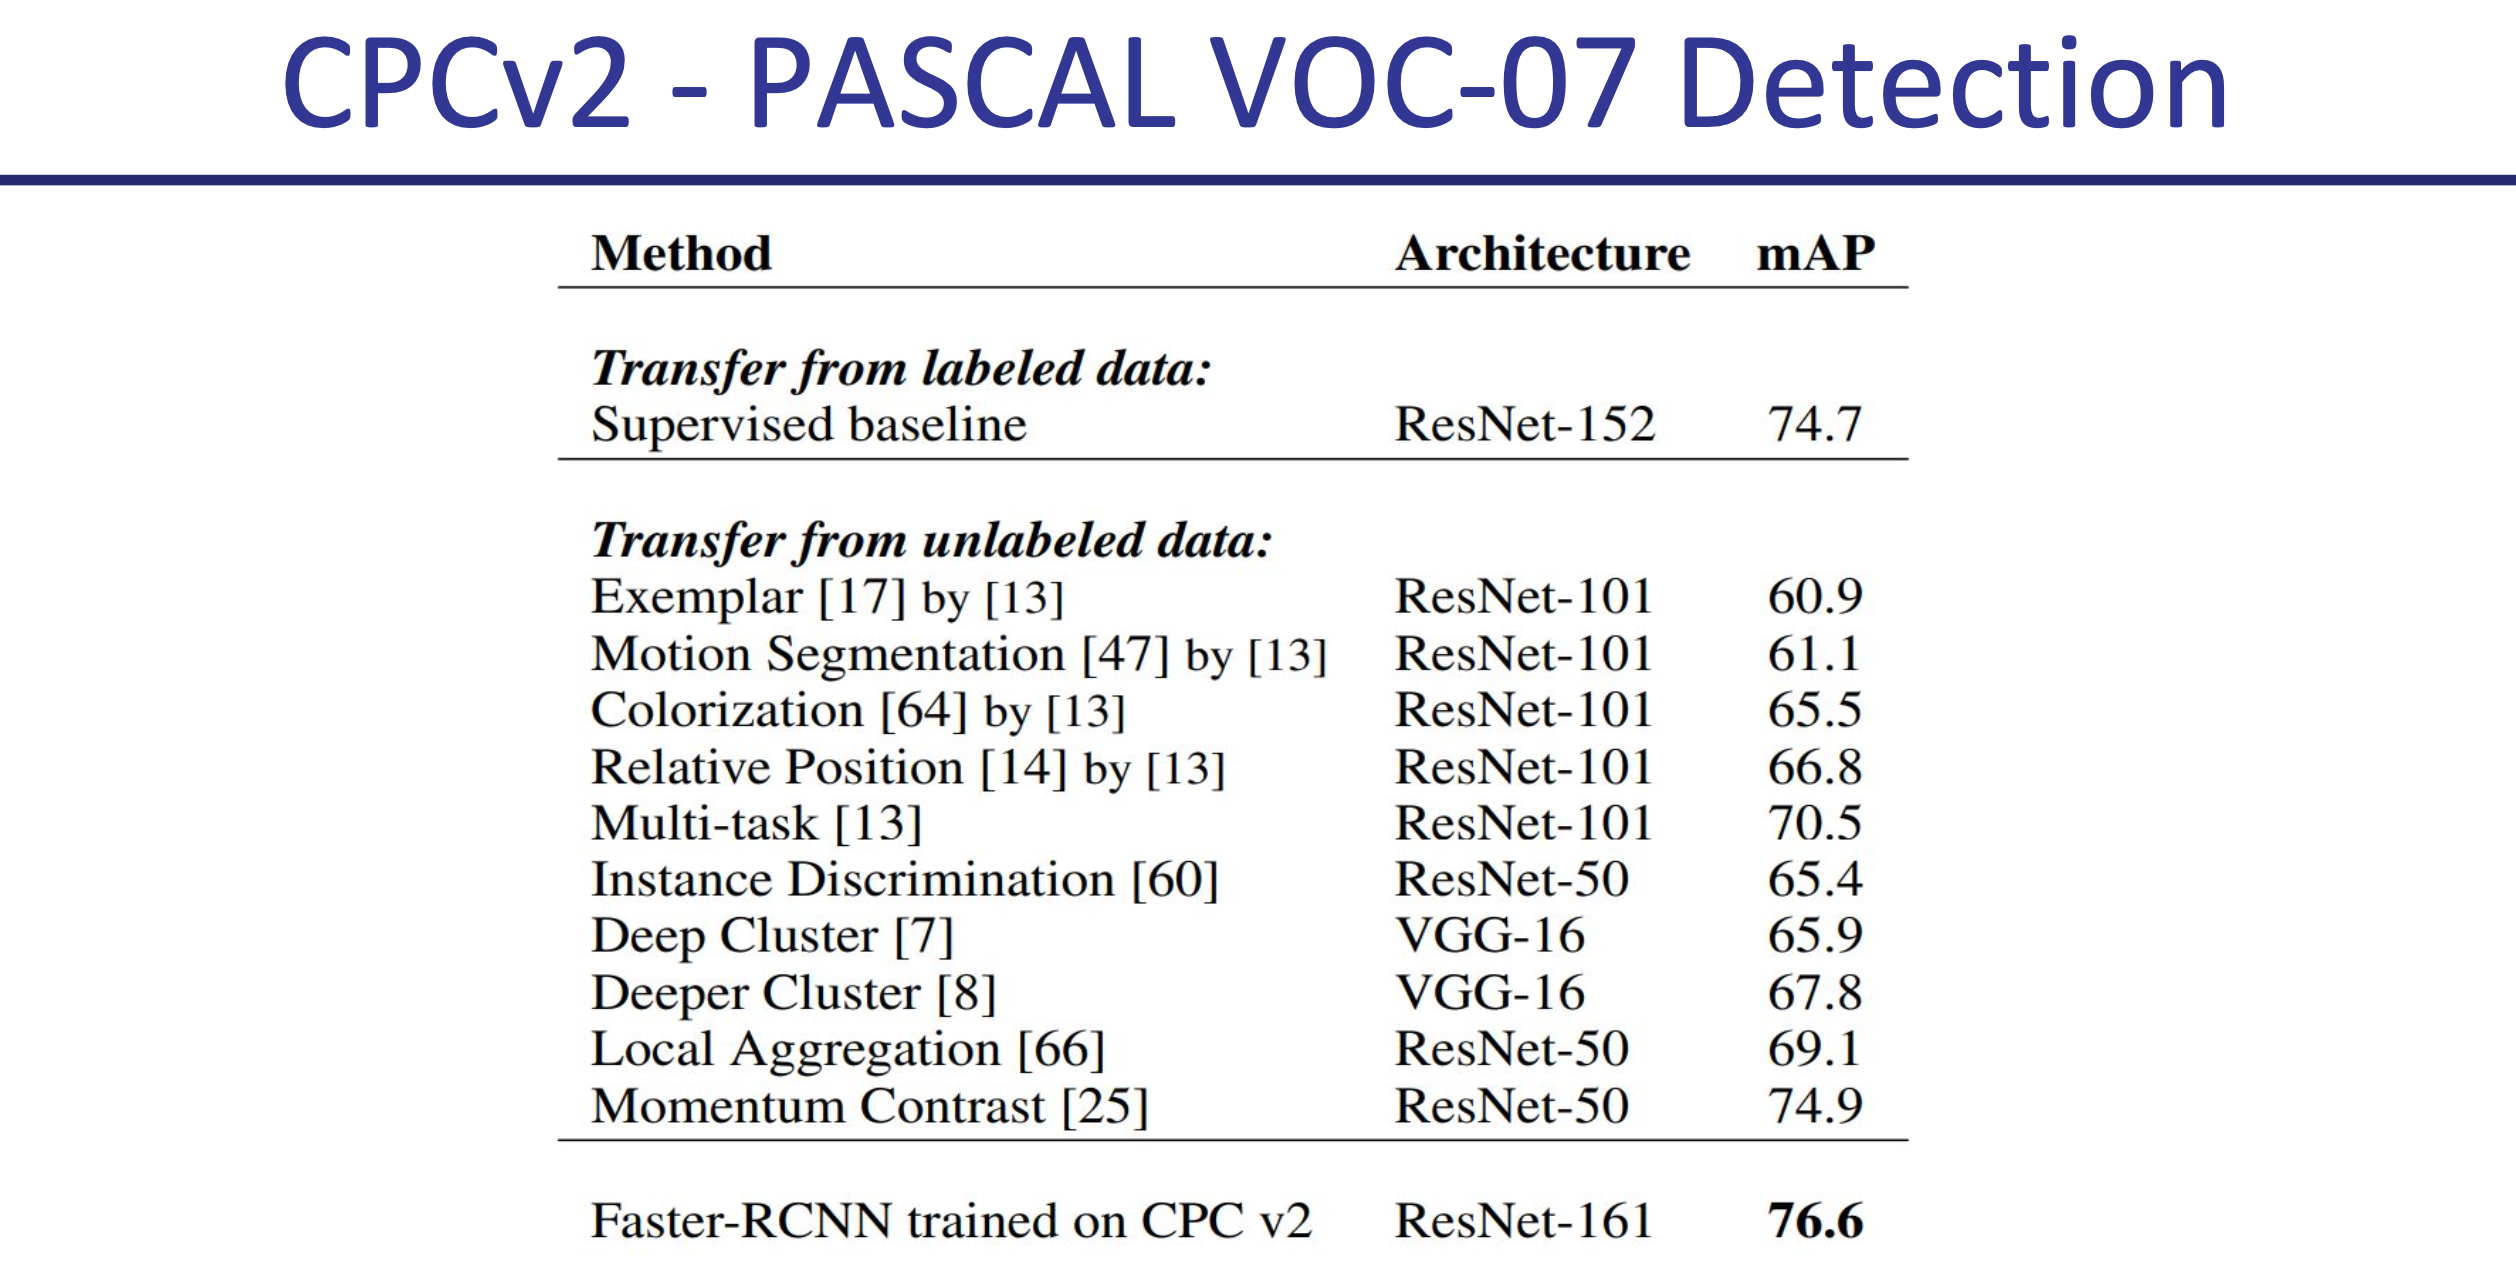 CPCv2 - PASCAL VOC-07 Detection
Method Architecture mAP
Transfer from labeled data:
Supervised baseline ResNet-152 74.7
Transfer from unlabeled data:
Exemplar [17] by [13] ResNet-101 60.9
Motion Segmentation [47] by [13] ResNet-101 61.1
Colorization [64] by [13] ResNet-101 65.5
Relative Position [14] by [13] ResNet-101 66.8
Multi-task [13] ResNet-101 70.5
Instance Discrimination [60] ResNet-50 65.4
Deep Cluster [7] VGG-16 65.9
Deeper Cluster [8] VGG-16 67.8
Local Aggregation [66] ResNet-50 69.1
Momentum Contrast [25] ResNet-50 74.9
Faster-RCNN trained on CPC v2 ResNet-161 76.6